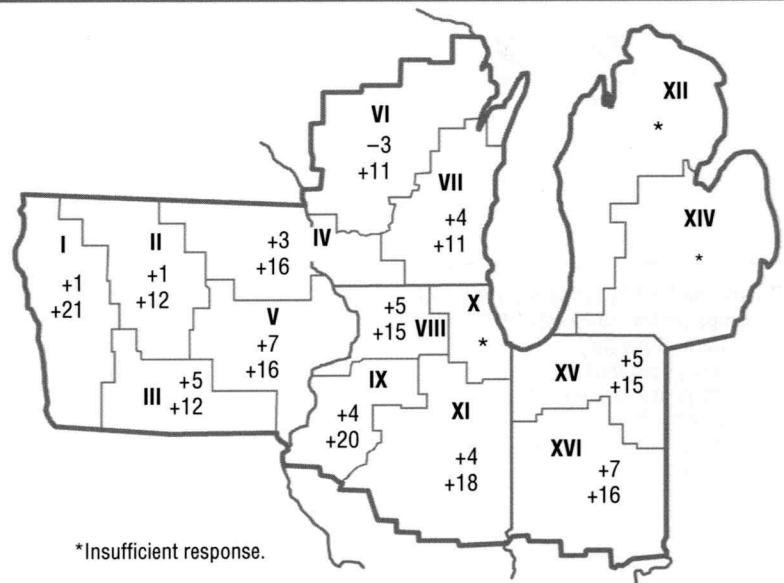 VI
−3
+11
VII
+4
+11
XII
*
XIV
*
I
+1
+21
II
+1
+12
IV
+3
+16
V
+7
+16
III
+5
+12
+5
+15
VIII
X
*
IX
+4
+20
XI
+4
+18
XV
+5
+15
XVI
+7
+16
*Insufficient response.